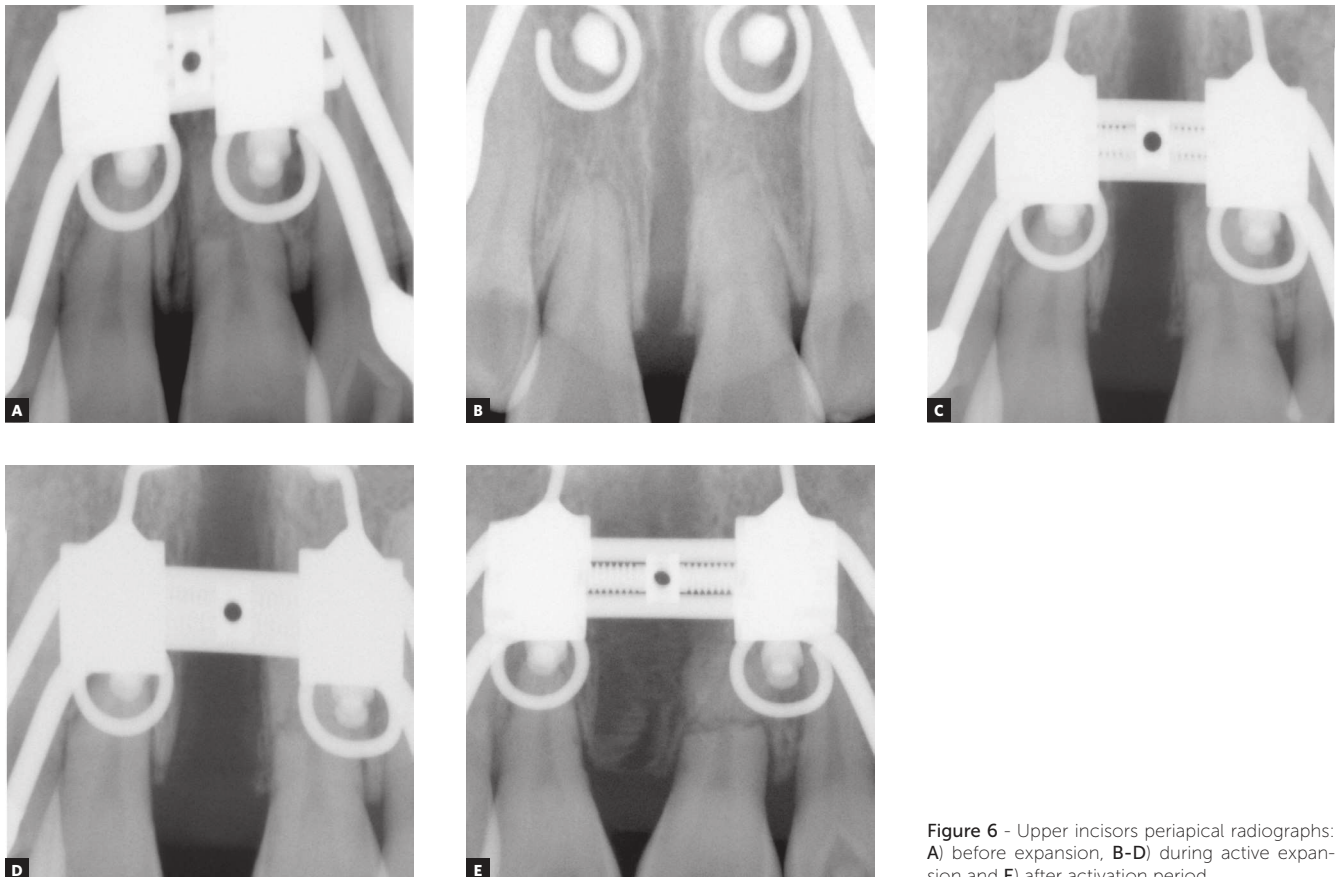 A
B
C
D
E
Figure 6 - Upper incisors periapical radiographs:
A) before expansion, B-D) during active expan-
sion and E) after activation period.